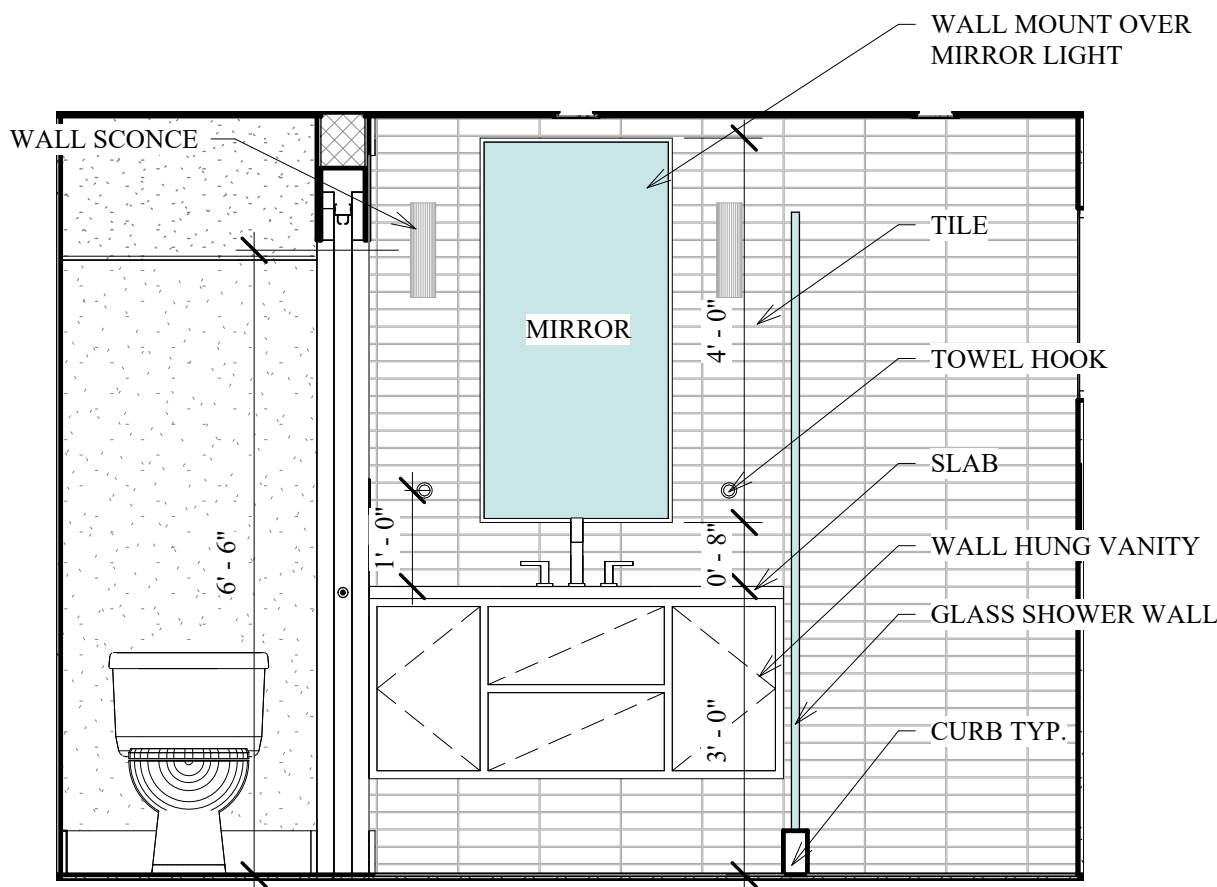 WALL MOUNT OVER
MIRROR LIGHT
WALL SCONCE
TILE
4' - 0"
MIRROR
TOWEL HOOK
SLAB
1' - 0"
6' - 6"
0' - 8"
WALL HUNG VANITY
GLASS SHOWER WALL
3' - 0"
CURB TYP.